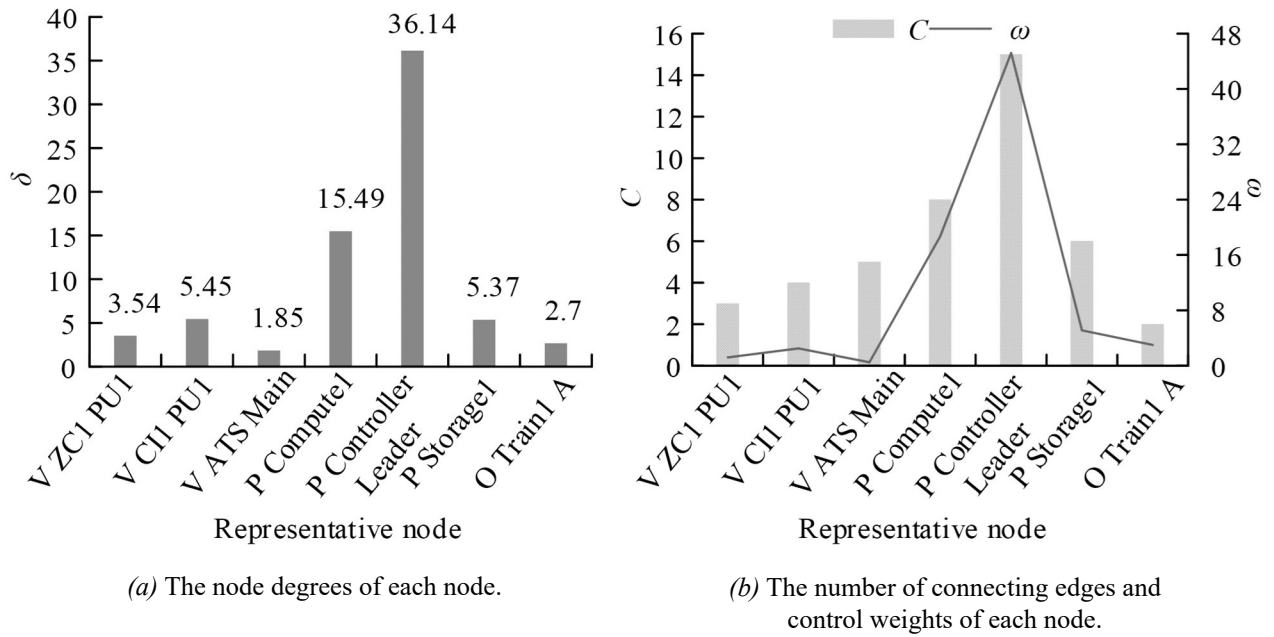 40
35
30
25
20
15
10
5
0
δ
3.54
5.45
1.85
15.49
36.14
5.37
2.7
V ZC1 PU1
V CI1 PU1
V ATS Main
P Compute1
P Controller
Leader
P Storage1
O Train1 A
Representative node
(a) The node degrees of each node.
C
ω
16
14
12
10
8
6
4
2
0
C
48
40
32
24
16
8
0
ω
V ZC1 PU1
V CI1 PU1
V ATS Main
P Compute1
P Controller
Leader
P Storage1
O Train1 A
Representative node
(b) The number of connecting edges and
control weights of each node.